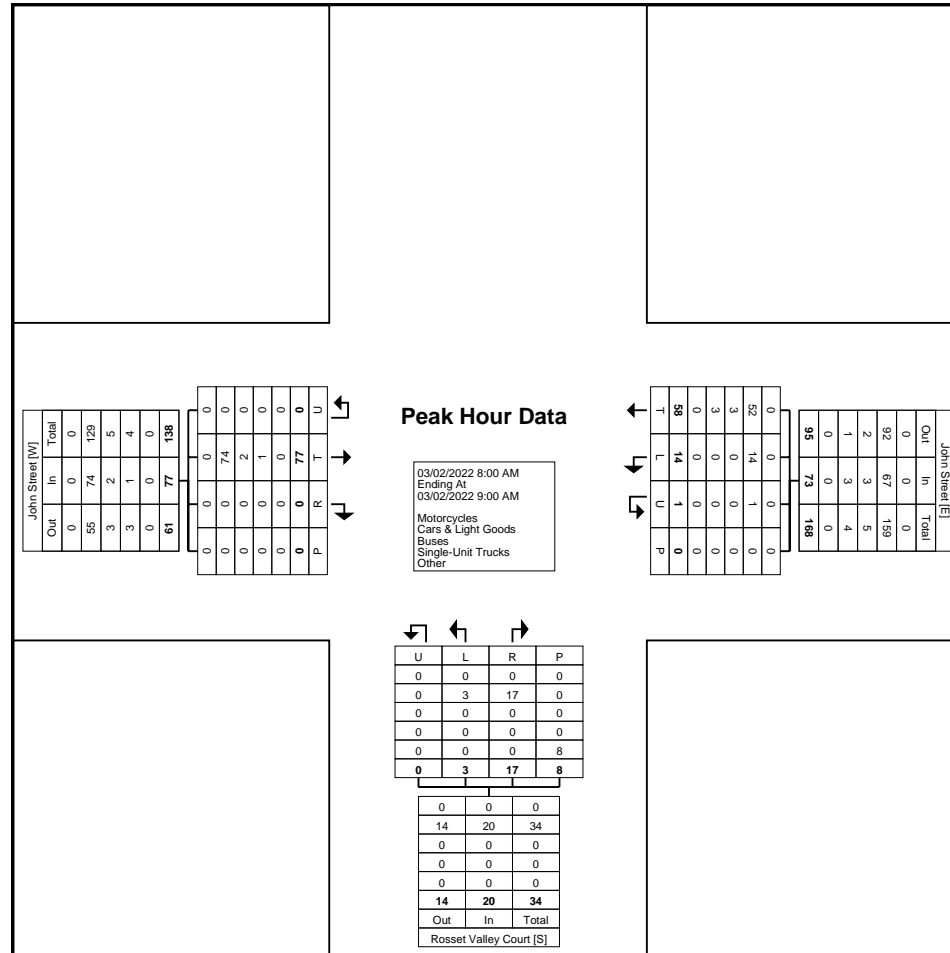 John Street [W]
Out In Total
0 0 0
55 74 129
3 2 5
3 1 4
0 0 0
61 77 138
U T R P
0 77 0 0
0 0 0 0
0 1 0 0
0 2 0 0
0 74 0 0
0 0 0 0
Peak Hour Data
03/02/2022 8:00 AM
Ending At
03/02/2022 9:00 AM
Motorcycles
Cars & Light Goods
Buses
Single-Unit Trucks
Other
John Street [E]
Out In Total
0 0 0
92 67 159
2 3 5
1 3 4
0 0 0
95 73 168
0 0 0 0
52 14 1 0
3 0 0 0
3 0 0 0
0 0 0 0
58 14 1 0
T L U P
U L R P
0 0 0 0
0 3 17 0
0 0 0 0
0 0 0 0
0 0 0 8
0 3 17 8
0 0 0
14 20 34
0 0 0
0 0 0
0 0 0
14 20 34
Out In Total
Rosset Valley Court [S]